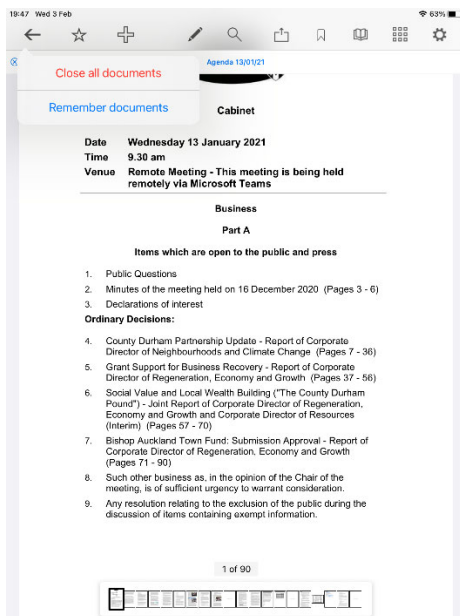 19:47 Wed 3 Feb
63%
Agenda 13/01/21
Close all documents
Remember documents
Cabinet
Date Wednesday 13 January 2021
Time 9.30 am
Venue Remote Meeting - This meeting is being held
remotely via Microsoft Teams
Business
Part A
Items which are open to the public and press
1. Public Questions
2. Minutes of the meeting held on 16 December 2020 (Pages 3 - 6)
3. Declarations of interest
Ordinary Decisions:
4. County Durham Partnership Update - Report of Corporate
Director of Neighbourhoods and Climate Change (Pages 7 - 36)
5. Grant Support for Business Recovery - Report of Corporate
Director of Regeneration, Economy and Growth (Pages 37 - 56)
6. Social Value and Local Wealth Building ("The County Durham
Pound") - Joint Report of Corporate Director of Regeneration,
Economy and Growth and Corporate Director of Resources
(Interim) (Pages 57 - 70)
7. Bishop Auckland Town Fund: Submission Approval - Report of
Corporate Director of Regeneration, Economy and Growth
(Pages 71 - 90)
8. Such other business as, in the opinion of the Chair of the
meeting, is of sufficient urgency to warrant consideration.
9. Any resolution relating to the exclusion of the public during the
discussion of items containing exempt information.
1 of 90